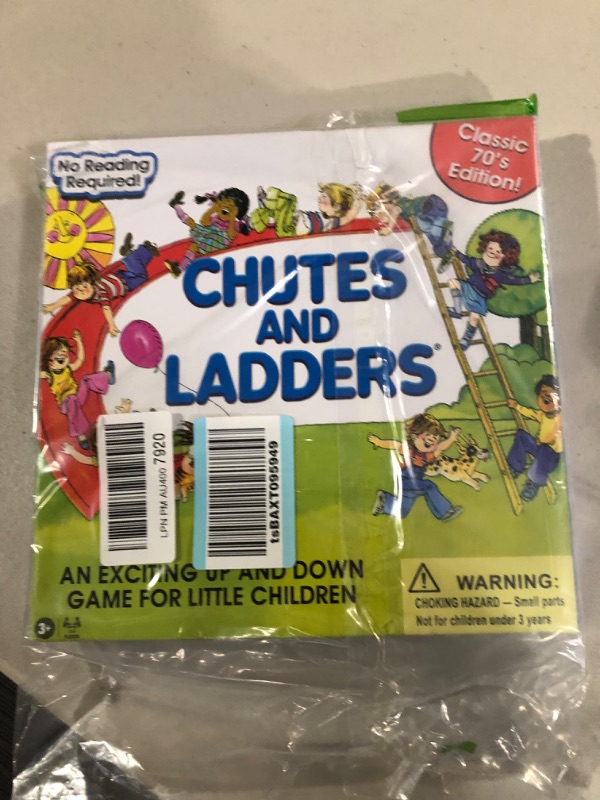 No Reading
Required!
Classic
70's
Edition!
CHUTES
AND
LADDERS®
LPN PM AU400 7920
tsBAXT095949
AN EXCITING UP AND DOWN
GAME FOR LITTLE CHILDREN
WARNING:
CHOKING HAZARD — Small parts
Not for children under 3 years
3+